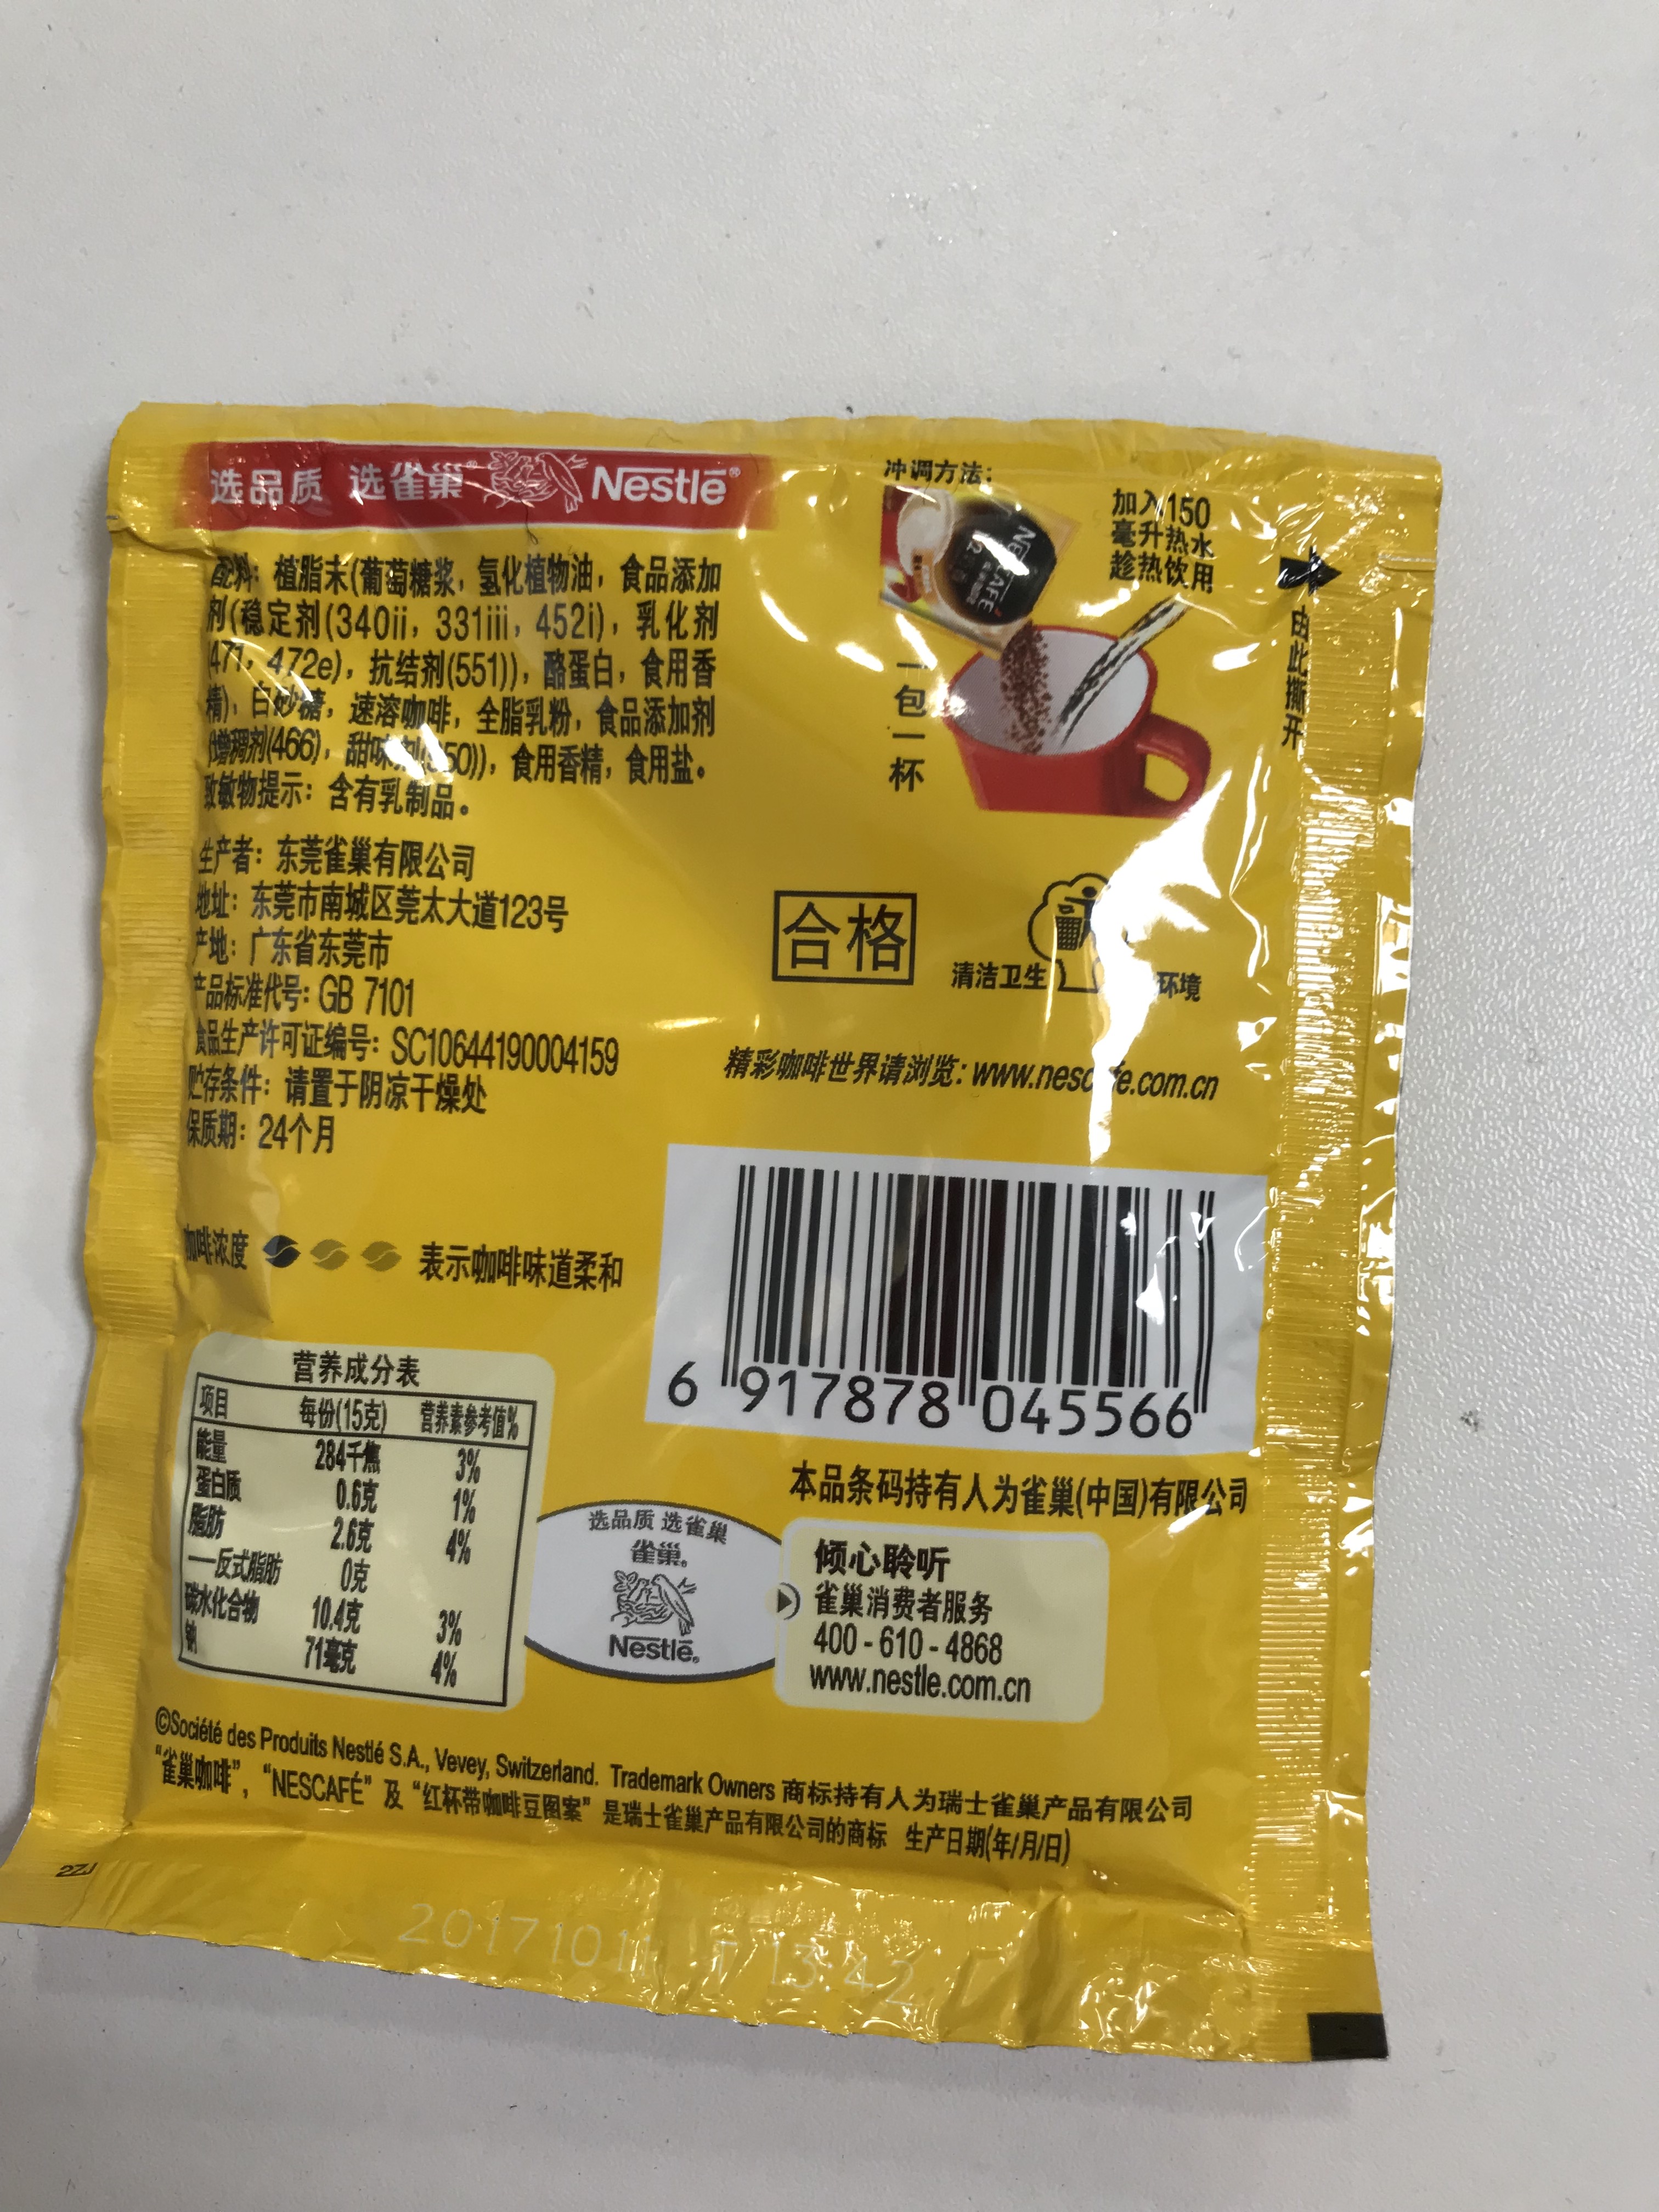 选品质 选雀巢® Nestlé®
配料：植脂末(葡萄糖浆，氢化植物油，食品添加
剂(稳定剂(340ii，331iii，452i)，乳化剂
(471，472e)，抗结剂(551))，酪蛋白，食用香
精)，白砂糖，速溶咖啡，全脂乳粉，食品添加剂
(增稠剂(466)，甜味剂(950))，食用香精，食用盐。
致敏物提示：含有乳制品。
生产者：东莞雀巢有限公司
地址：东莞市南城区莞太大道123号
产地：广东省东莞市
产品标准代号：GB 7101
食品生产许可证编号：SC10644190004159
贮存条件：请置于阴凉干燥处
保质期：24个月
咖啡浓度 表示咖啡味道柔和
冲调方法：
加入150
毫升热水
趁热饮用
一包一杯
由此撕开
合格
清洁卫生 环境
精彩咖啡世界请浏览：www.nescafe.com.cn
6 917878 045566
本品条码持有人为雀巢(中国)有限公司
营养成分表
项目 每份(15克) 营养素参考值%
能量 284千焦 3%
蛋白质 0.6克 1%
脂肪 2.6克 4%
—反式脂肪 0克
碳水化合物 10.4克 3%
钠 71毫克 4%
选品质 选雀巢
雀巢®
Nestlé®
倾心聆听
雀巢消费者服务
400-610-4868
www.nestle.com.cn
©Société des Produits Nestlé S.A., Vevey, Switzerland. Trademark Owners 商标持有人为瑞士雀巢产品有限公司
“雀巢咖啡”，“NESCAFÉ” 及 “红杯带咖啡豆图案” 是瑞士雀巢产品有限公司的商标 生产日期(年/月/日)
2ZJ
20171011 T 13:42